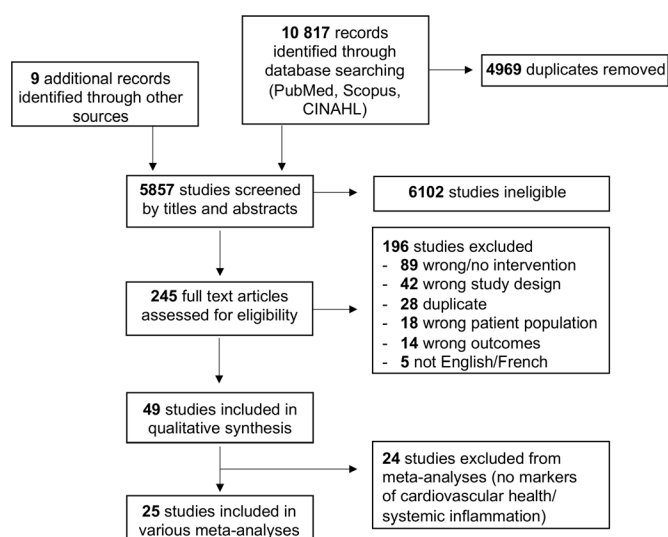 10 817 records
identified through
database searching
(PubMed, Scopus,
CINAHL)
9 additional records
identified through other
sources
4969 duplicates removed
5857 studies screened
by titles and abstracts
6102 studies ineligible
245 full text articles
assessed for eligibility
196 studies excluded
- 89 wrong/no intervention
- 42 wrong study design
- 28 duplicate
- 18 wrong patient population
- 14 wrong outcomes
- 5 not English/French
49 studies included in
qualitative synthesis
24 studies excluded from
meta-analyses (no markers
of cardiovascular health/
systemic inflammation)
25 studies included in
various meta-analyses